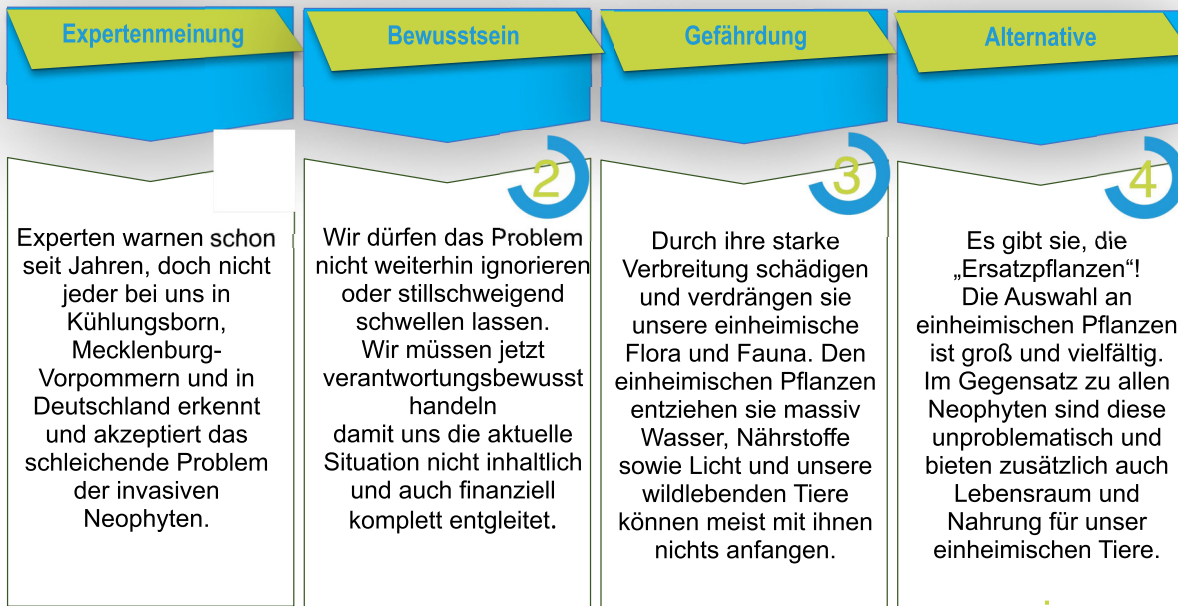 Expertenmeinung
Experten warnen schon
seit Jahren, doch nicht
jeder bei uns in
Kühlungsborn,
Mecklenburg-
Vorpommern und in
Deutschland erkennt
und akzeptiert das
schleichende Problem
der invasiven
Neophyten.
Bewusstsein
2
Wir dürfen das Problem
nicht weiterhin ignorieren
oder stillschweigend
schwellen lassen.
Wir müssen jetzt
verantwortungsbewusst
handeln
damit uns die aktuelle
Situation nicht inhaltlich
und auch finanziell
komplett entgleitet.
Gefährdung
3
Durch ihre starke
Verbreitung schädigen
und verdrängen sie
unsere einheimische
Flora und Fauna. Den
einheimischen Pflanzen
entziehen sie massiv
Wasser, Nährstoffe
sowie Licht und unsere
wildlebenden Tiere
können meist mit ihnen
nichts anfangen.
Alternative
4
Es gibt sie, die
„Ersatzpflanzen“!
Die Auswahl an
einheimischen Pflanzen
ist groß und vielfältig.
Im Gegensatz zu allen
Neophyten sind diese
unproblematisch und
bieten zusätzlich auch
Lebensraum und
Nahrung für unser
einheimischen Tiere.